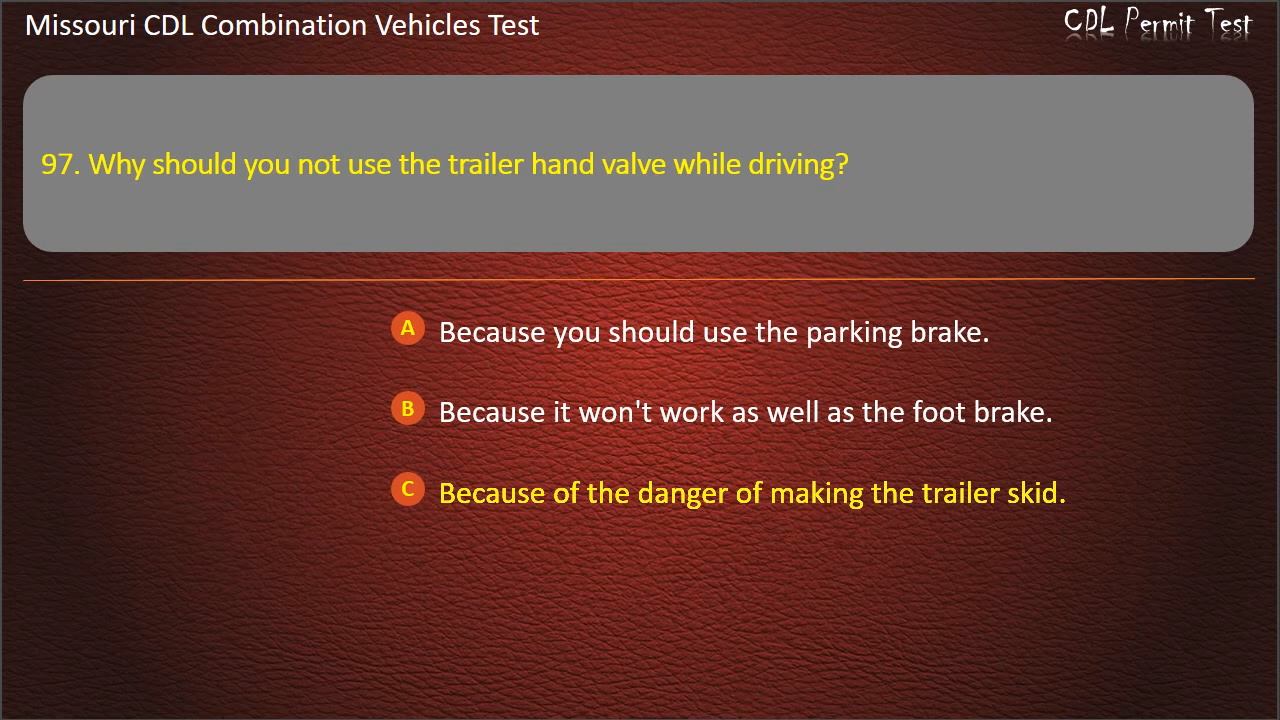 Missouri CDL Combination Vehicles Test
CDL Permit Test
97. Why should you not use the trailer hand valve while driving?
A Because you should use the parking brake.
B Because it won't work as well as the foot brake.
C Because of the danger of making the trailer skid.